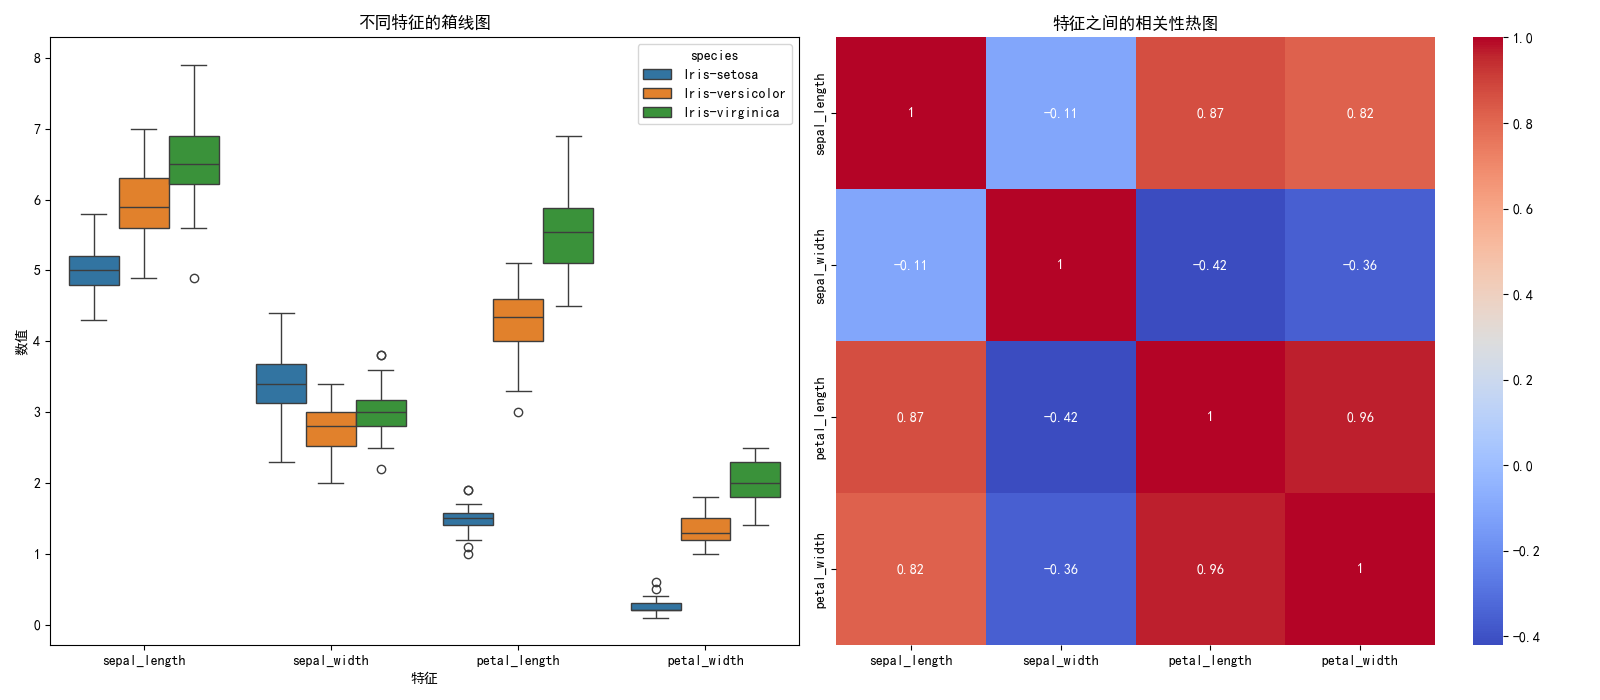 不同特征的箱线图
数值
8
7
6
5
4
3
2
1
0
species
Iris-setosa
Iris-versicolor
Iris-virginica
sepal_length
sepal_width
petal_length
petal_width
特征
特征之间的相关性热图
sepal_length
1
-0.11
0.87
0.82
sepal_width
-0.11
1
-0.42
-0.36
petal_length
0.87
-0.42
1
0.96
petal_width
0.82
-0.36
0.96
1
sepal_length
sepal_width
petal_length
petal_width
1.0
0.8
0.6
0.4
0.2
0.0
-0.2
-0.4